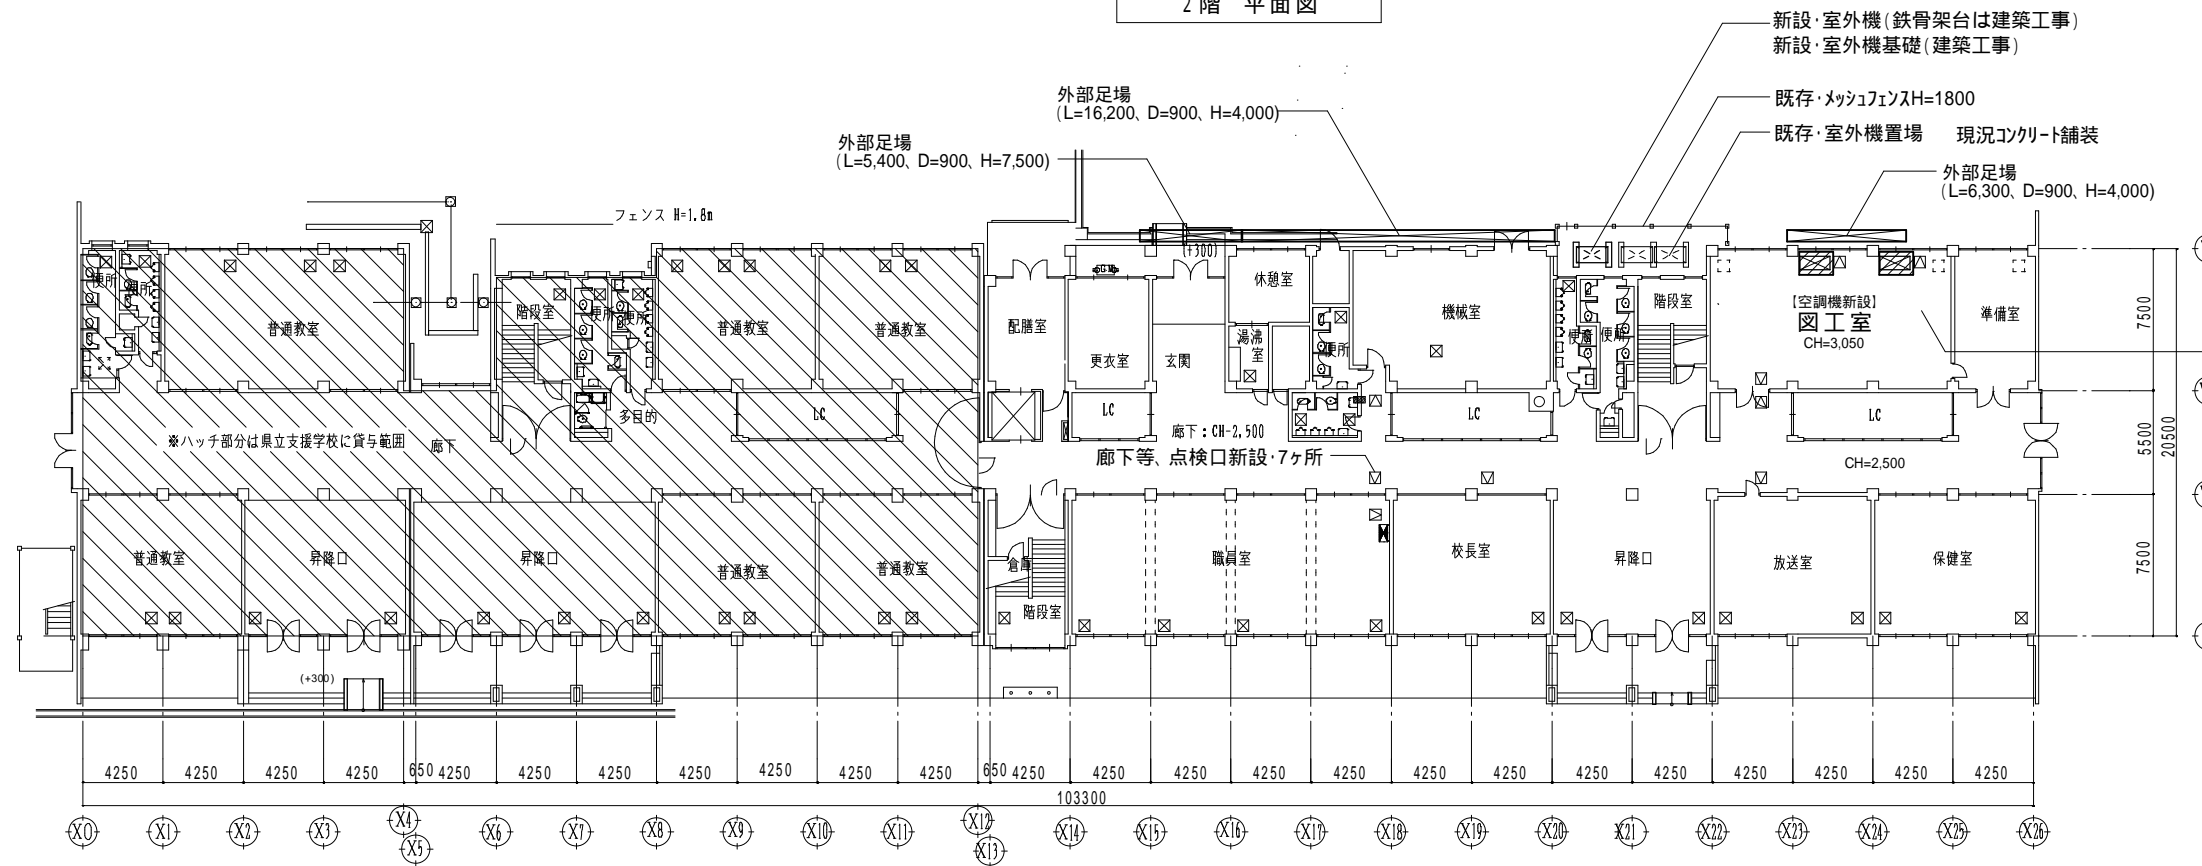 2階 平面図
新設・室外機(鉄骨架台は建築工事)
新設・室外機基礎(建築工事)
外部足場
(L=16,200、D=900、H=4,000)
既存・メッシュフェンスH=1800
外部足場
(L=5,400、D=900、H=7,500)
既存・室外機置場 現況コンクリート舗装
外部足場
(L=6,300、D=900、H=4,000)
フェンス H=1.8m
(+300)
便所
便所
普通教室
階段室
便所
便所
普通教室
普通教室
配膳室
更衣室
玄関
休憩室
湯沸室
便所
機械室
便所
便所
階段室
【空調機新設】
図工室
CH=3,050
準備室
7500
多目的
LC
LC
LC
LC
※ハッチ部分は県立支援学校に貸与範囲
廊下
廊下:CH-2,500
廊下等、点検口新設・7ヶ所
CH=2,500
5500
20500
普通教室
昇降口
昇降口
普通教室
普通教室
倉庫
階段室
職員室
校長室
昇降口
放送室
保健室
7500
(+300)
4250 4250 4250 4250 650 4250 4250 4250 4250 4250 4250 4250 650 4250 4250 4250 4250 4250 4250 4250 4250 4250 4250 4250 4250 4250
103300
X0 X1 X2 X3 X4 X5 X6 X7 X8 X9 X10 X11 X12 X13 X14 X15 X16 X17 X18 X19 X20 X21 X22 X23 X24 X25 X26